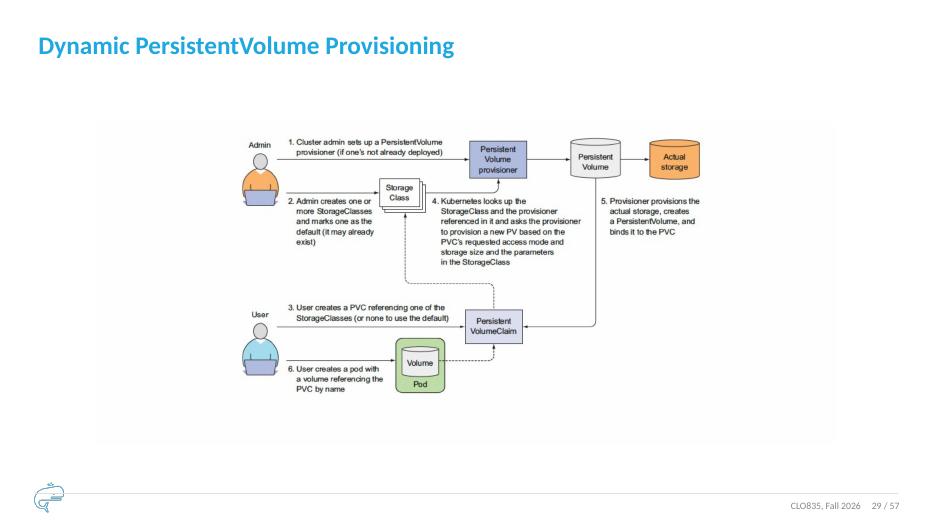 Dynamic PersistentVolume Provisioning
Admin
1. Cluster admin sets up a PersistentVolume
provisioner (if one's not already deployed)
Persistent
Volume
provisioner
Persistent
Volume
Actual
storage
2. Admin creates one or
more StorageClasses
and marks one as the
default (it may already
exist)
Storage
Class
4. Kubernetes looks up the
StorageClass and the provisioner
referenced in it and asks the provisioner
to provision a new PV based on the
PVC's requested access mode and
storage size and the parameters
in the StorageClass
5. Provisioner provisions the
actual storage, creates
a PersistentVolume, and
binds it to the PVC
User
3. User creates a PVC referencing one of the
StorageClasses (or none to use the default)
Persistent
VolumeClaim
6. User creates a pod with
a volume referencing the
PVC by name
Volume
Pod
CLO835, Fall 2026 29 / 57